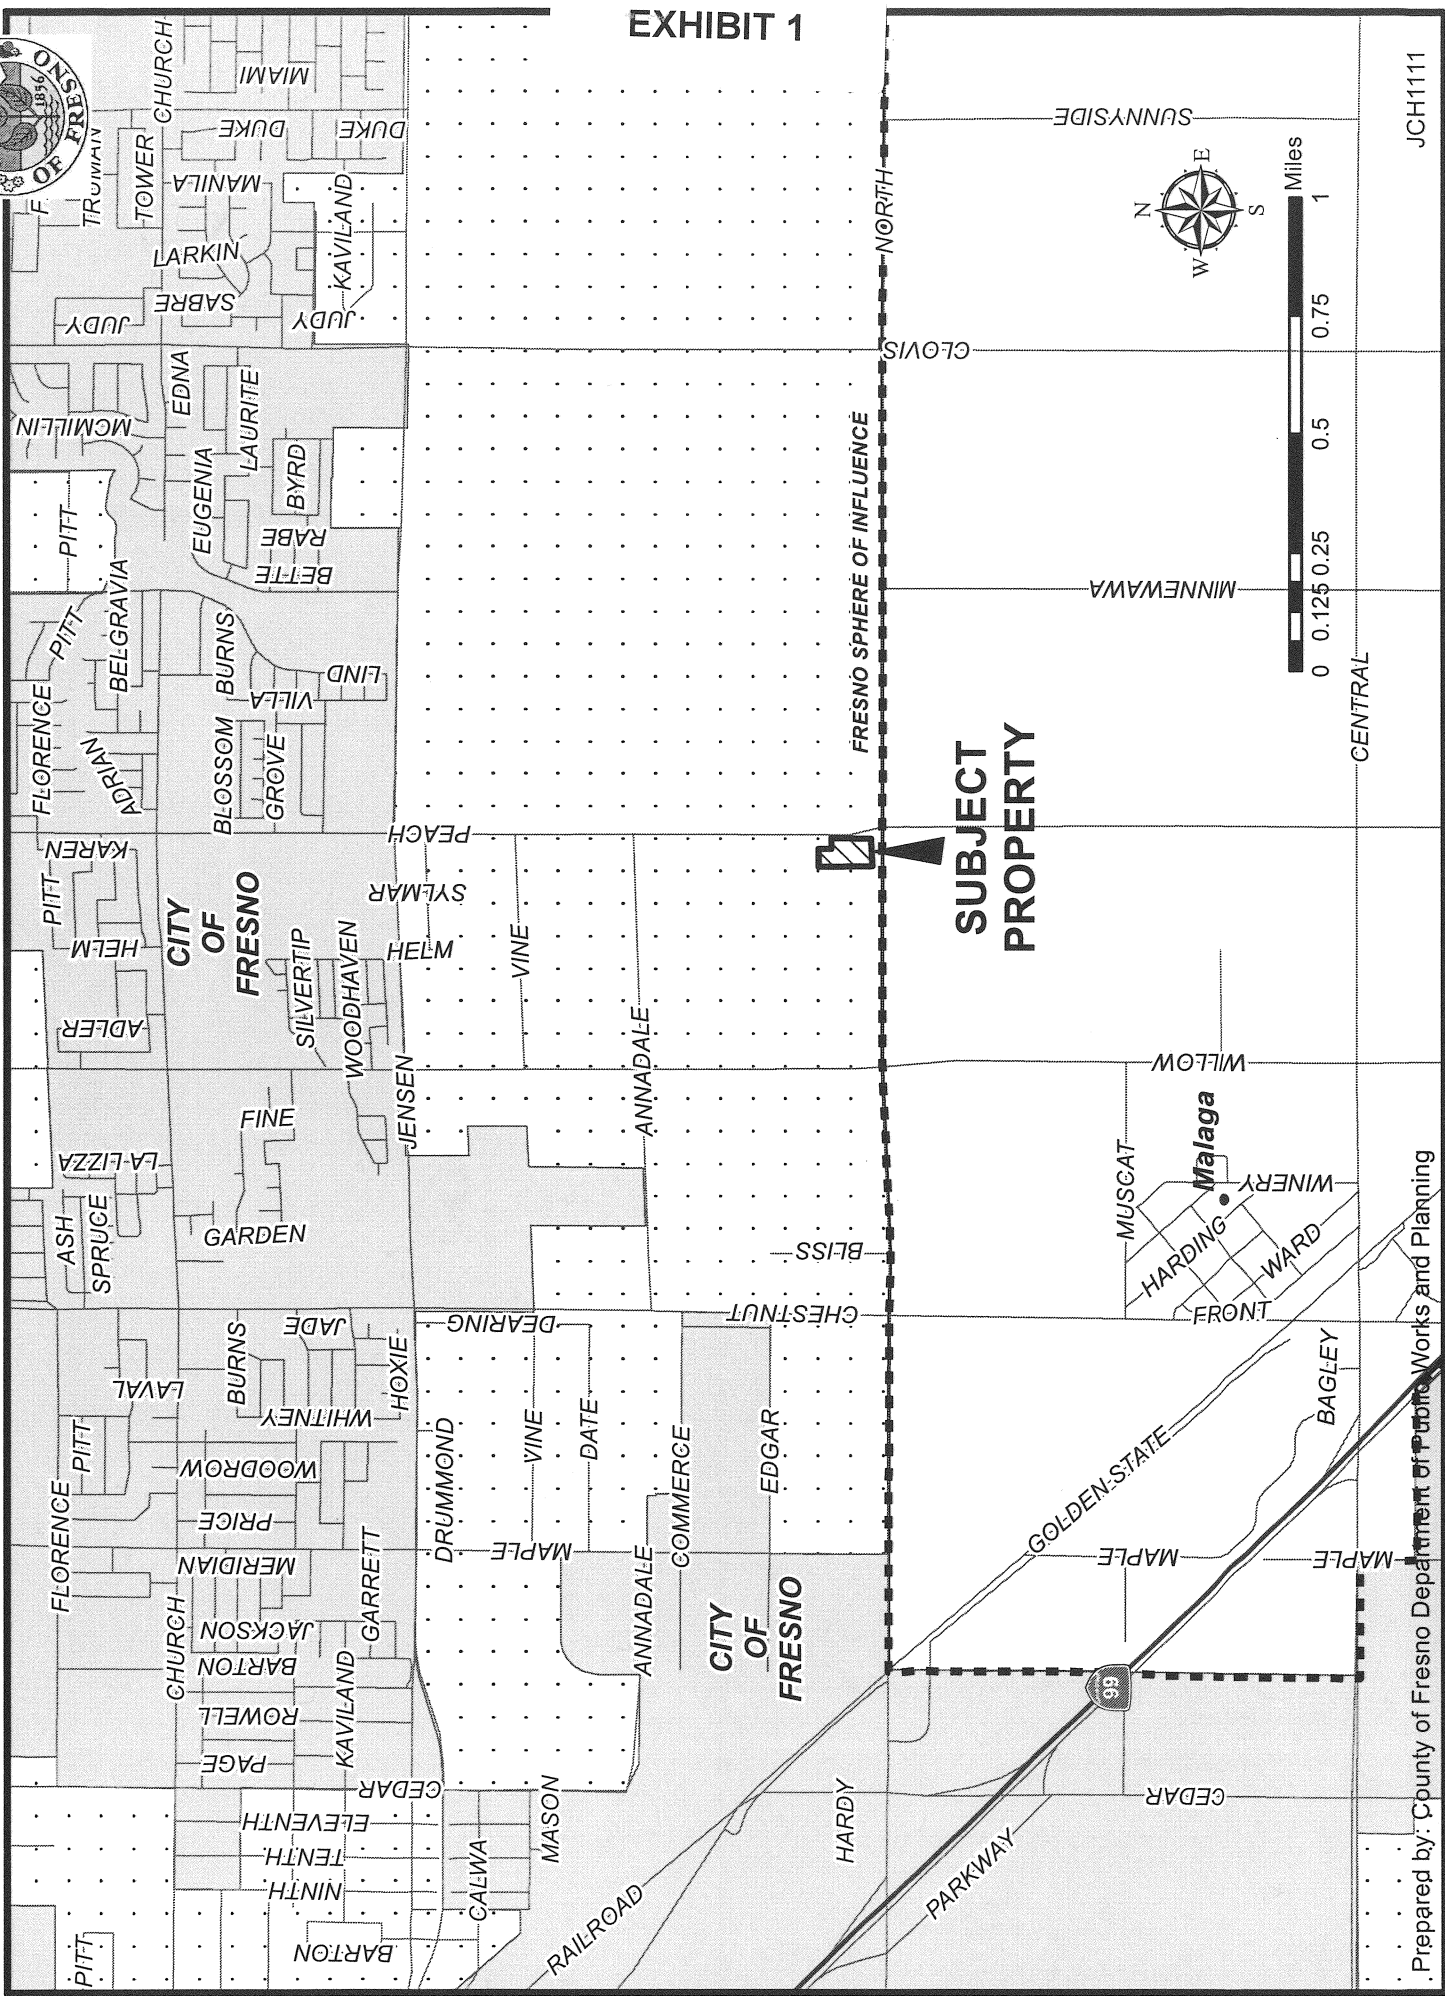 EXHIBIT 1
1856
OF FRESNO
CHURCH
MIAMI
TRUMAN
TOWER
DUKE
DUKE
MANILA
LARKIN
KAVILAND
SABRE
JUDY
JUDY
EDNA
MCMILLIN
LAURITE
EUGENIA
BYRD
PITT
RABE
BETTE
BELGRAVIA
PITT
BURNS
LIND
VILLA
FLORENCE
ADRIAN
BLOSSOM
GROVE
PEACH
KAREN
PITT
CITY
OF
FRESNO
SYLMAR
HELM
HELM
SILVERTIP
WOODHAVEN
VINE
ADLER
ANNADALE
JENSEN
FINE
LA LIZZA
ASH
SPRUCE
GARDEN
BLISS
CHESTNUT
DEARING
JADE
BURNS
HOXIE
LAVAL
WHITNEY
PITT
WOODROW
DRUMMOND
VINE
DATE
COMMERCE
EDGAR
FLORENCE
PRICE
MAPLE
MERIDIAN
GARRETT
ANNADALE
CHURCH
JACKSON
BARTON
KAVILAND
ROWELL
PAGE
CITY
OF
FRESNO
CEDAR
ELEVENTH
TENTH
NINTH
CALWA
MASON
HARDY
BARTON
PITT
RAILROAD
PARKWAY
CEDAR
99
GOLDEN STATE
MAPLE
MAPLE
BAGLEY
FRONT
WARD
HARDING
MUSCAT
Malaga
WINERY
WILLOW
SUBJECT
PROPERTY
FRESNO SPHERE OF INFLUENCE
NORTH
CLOVIS
SUNNYSIDE
MINNEWAWA
CENTRAL
N
W
E
S
0 0.125 0.25 0.5 0.75 1
Miles
Prepared by: County of Fresno Department of Public Works and Planning
JCH1111